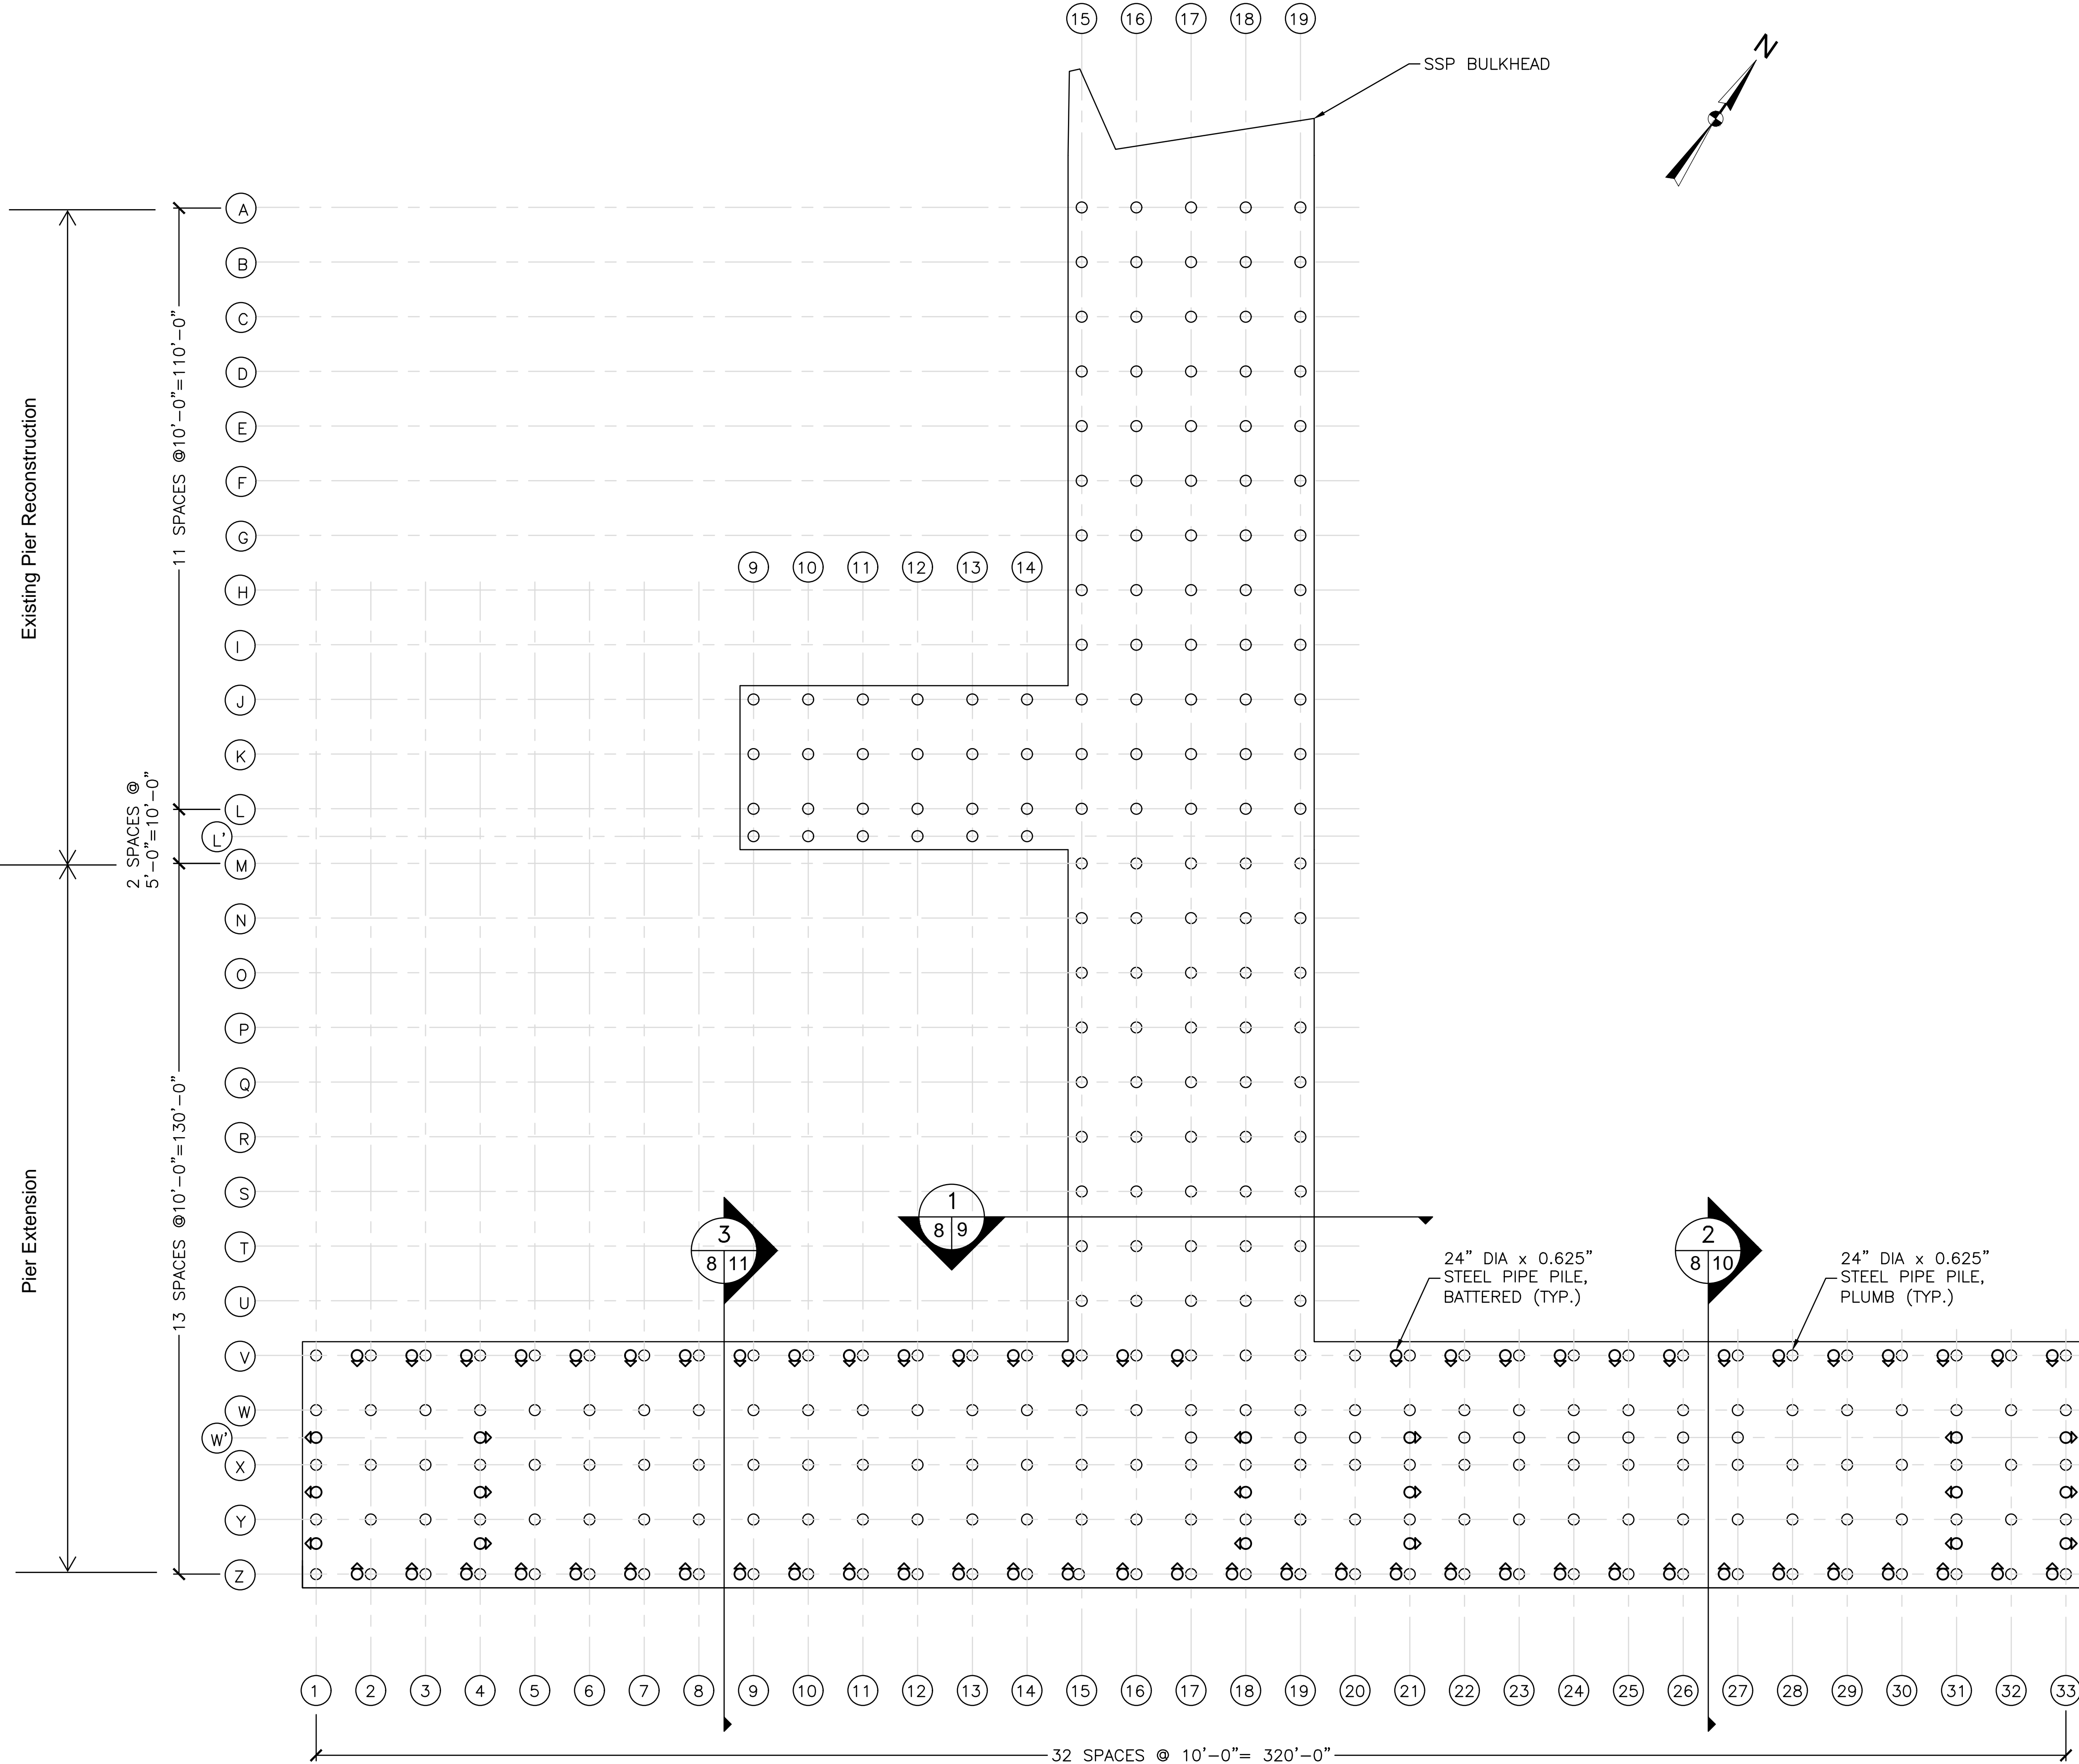 15 16 17 18 19
SSP BULKHEAD
N
A
B
C
D
E
F
G
H
I
J
K
L
L'
M
N
O
P
Q
R
S
T
U
V
W
W'
X
Y
Z
Existing Pier Reconstruction
11 SPACES @10'-0"=110'-0"
2 SPACES @
5'-0"=10'-0"
Pier Extension
13 SPACES @10'-0"=130'-0"
9 10 11 12 13 14
3
8 11
1
8 9
2
8 10
24" DIA x 0.625"
STEEL PIPE PILE,
BATTERED (TYP.)
24" DIA x 0.625"
STEEL PIPE PILE,
PLUMB (TYP.)
1 2 3 4 5 6 7 8 9 10 11 12 13 14 15 16 17 18 19 20 21 22 23 24 25 26 27 28 29 30 31 32 33
32 SPACES @ 10'-0"= 320'-0"